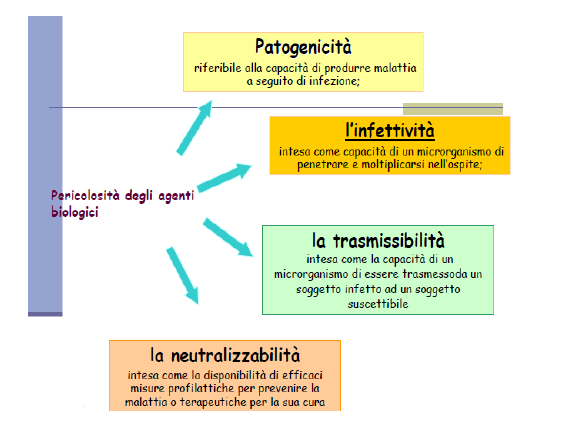 Patogenicità
riferibile alla capacità di produrre malattia
a seguito di infezione;
l'infettività
intesa come capacità di un microrganismo di
penetrare e moltiplicarsi nell'ospite;
Pericolosità degli agenti
biologici
la trasmissibilità
intesa come la capacità di un
microrganismo di essere trasmessoda un
soggetto infetto ad un soggetto
suscettibile
la neutralizzabilità
intesa come la disponibilità di efficaci
misure profilattiche per prevenire la
malattia o terapeutiche per la sua cura